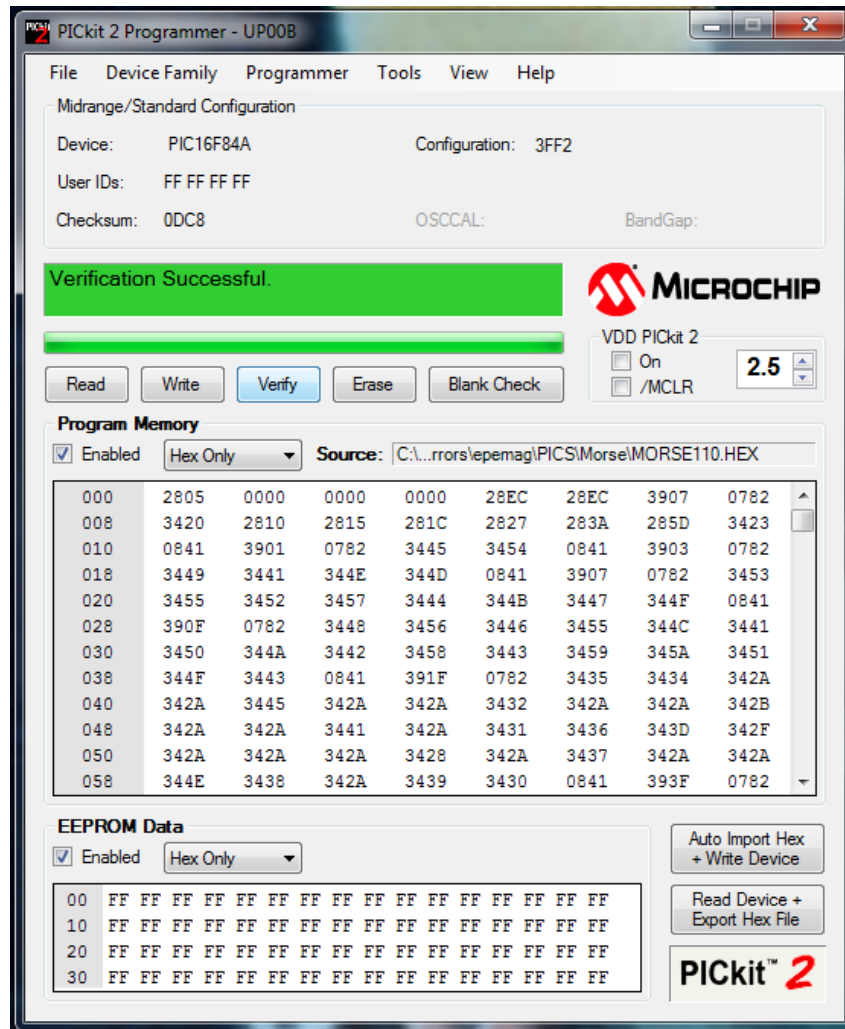 PICkit 2 Programmer - UP00B
File Device Family Programmer Tools View Help
Midrange/Standard Configuration
Device: PIC16F84A Configuration: 3FF2
User IDs: FF FF FF FF
Checksum: 0DC8 OSCCAL: BandGap:
Verification Successful.
MICROCHIP
VDD PICkit 2
On
/MCLR
2.5
Read Write Verify Erase Blank Check
Program Memory
Enabled Hex Only Source: C:\...rrors\epemag\PICS\Morse\MORSE110.HEX
000 2805 0000 0000 0000 28EC 28EC 3907 0782
008 3420 2810 2815 281C 2827 283A 285D 3423
010 0841 3901 0782 3445 3454 0841 3903 0782
018 3449 3441 344E 344D 0841 3907 0782 3453
020 3455 3452 3457 3444 344B 3447 344F 0841
028 390F 0782 3448 3456 3446 3455 344C 3441
030 3450 344A 3442 3458 3443 3459 345A 3451
038 344F 3443 0841 391F 0782 3435 3434 342A
040 342A 3445 342A 342A 3432 342A 342A 342B
048 342A 342A 3441 342A 3431 3436 343D 342F
050 342A 342A 342A 3428 342A 3437 342A 342A
058 344E 3438 342A 3439 3430 0841 393F 0782
EEPROM Data
Enabled Hex Only
00 FF FF FF FF FF FF FF FF FF FF FF FF FF FF FF FF
10 FF FF FF FF FF FF FF FF FF FF FF FF FF FF FF FF
20 FF FF FF FF FF FF FF FF FF FF FF FF FF FF FF FF
30 FF FF FF FF FF FF FF FF FF FF FF FF FF FF FF FF
Auto Import Hex
+ Write Device
Read Device +
Export Hex File
PICkit™ 2